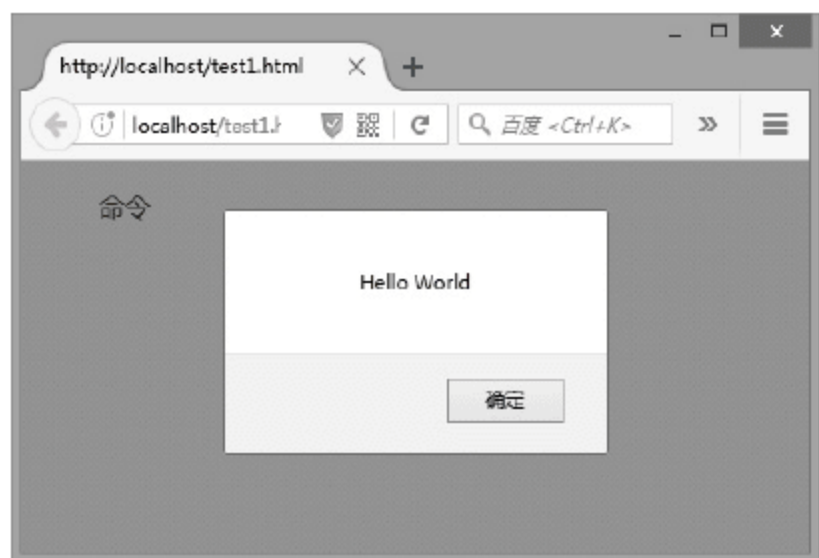 http://localhost/test1.html
localhost/test1.h
百度 <Ctrl+K>
命令
Hello World
确定